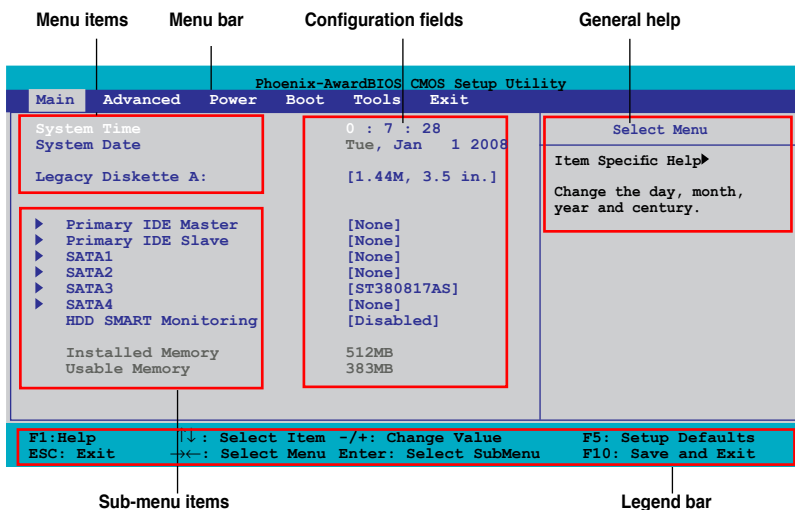 Menu items Menu bar Configuration fields General help
Phoenix-AwardBIOS CMOS Setup Utility
Main Advanced Power Boot Tools Exit
System Time 0 : 7 : 28
System Date Tue, Jan 1 2008
Legacy Diskette A: [1.44M, 3.5 in.]
Primary IDE Master [None]
Primary IDE Slave [None]
SATA1 [None]
SATA2 [None]
SATA3 [ST380817AS]
SATA4 [None]
HDD SMART Monitoring [Disabled]
Installed Memory 512MB
Usable Memory 383MB
Select Menu
Item Specific Help
Change the day, month,
year and century.
F1:Help ↑↓: Select Item -/+: Change Value F5: Setup Defaults
ESC: Exit →←: Select Menu Enter: Select SubMenu F10: Save and Exit
Sub-menu items Legend bar